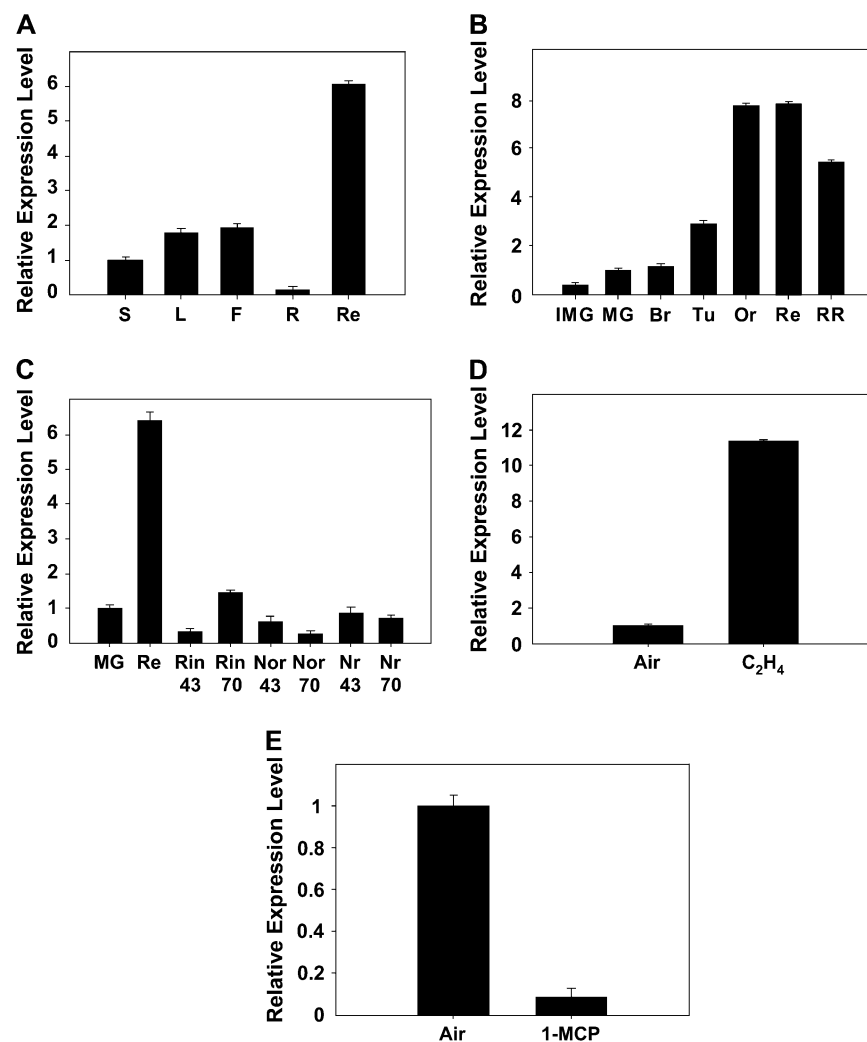 A
Relative Expression Level
6
5
4
3
2
1
0
S L F R Re
B
Relative Expression Level
8
6
4
2
0
IMG MG Br Tu Or Re RR
C
Relative Expression Level
6
5
4
3
2
1
0
MG Re Rin Rin Nor Nor Nr Nr
43 70 43 70 43 70
D
Relative Expression Level
12
10
8
6
4
2
0
Air C₂H₄
E
Relative Expression Level
1
0.8
0.6
0.4
0.2
0
Air 1-MCP